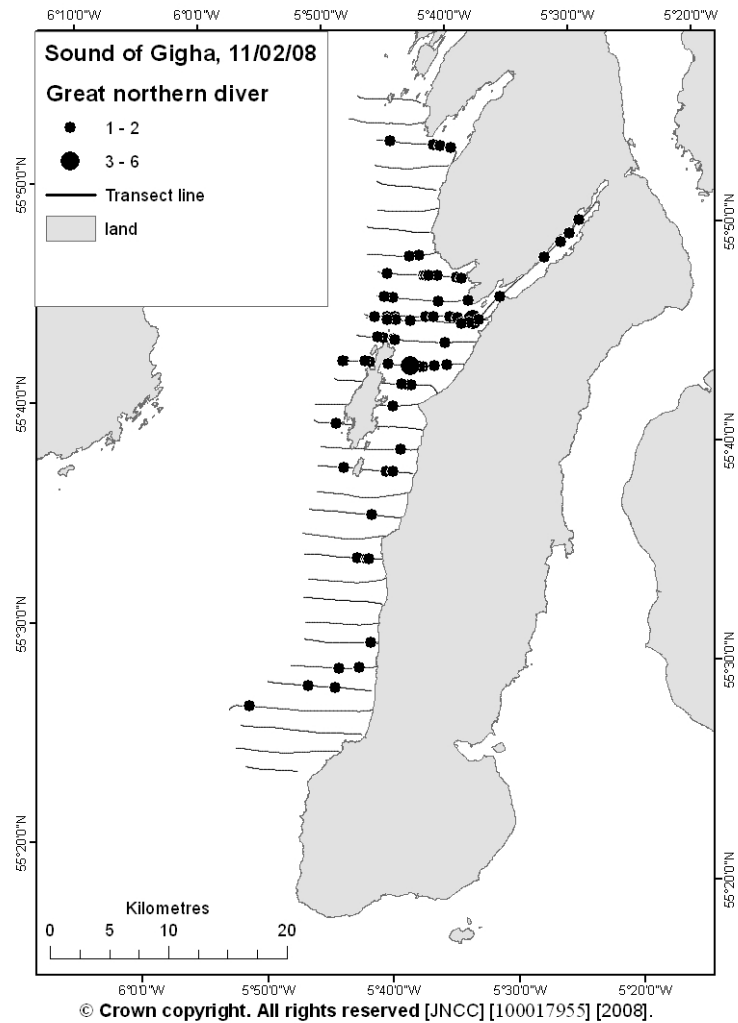 6°10'0"W 6°0'0"W 5°50'0"W 5°40'0"W 5°30'0"W 5°20'0"W
Sound of Gigha, 11/02/08
Great northern diver
1 - 2
3 - 6
Transect line
land
55°50'0"N
55°50'0"N
55°40'0"N
55°40'0"N
55°30'0"N
55°30'0"N
55°20'0"N
55°20'0"N
Kilometres
0 5 10 20
6°0'0"W 5°50'0"W 5°40'0"W 5°30'0"W 5°20'0"W
© Crown copyright. All rights reserved [JNCC] [100017955] [2008].